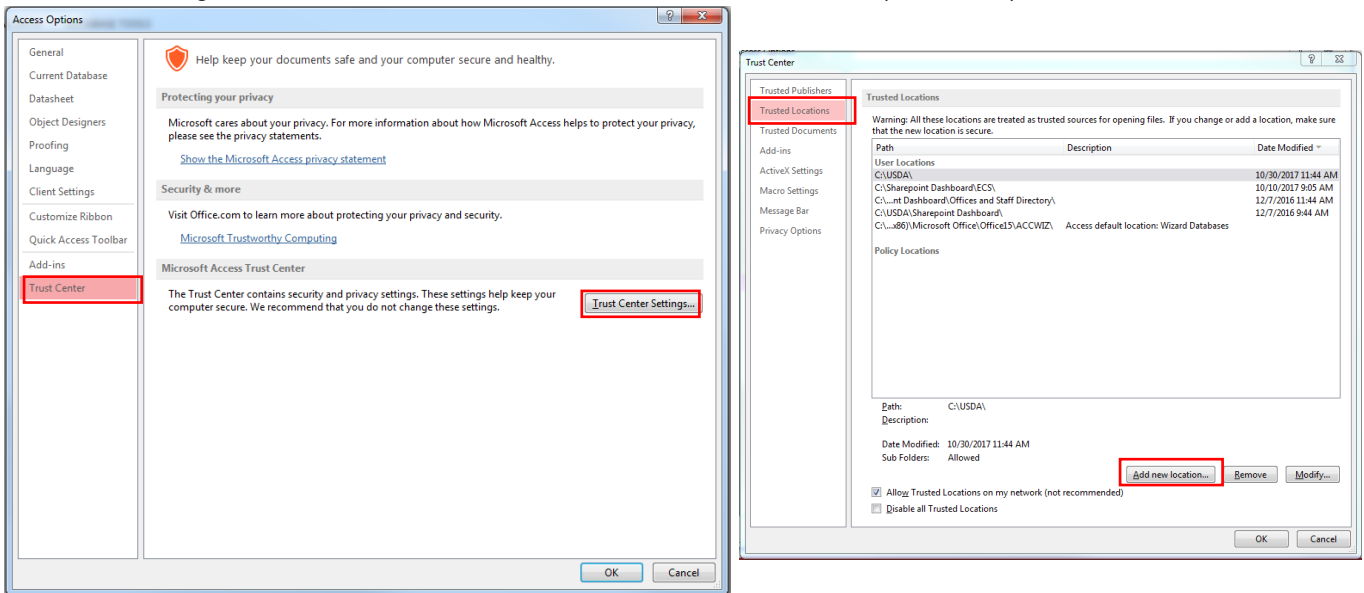 Access Options
General
Current Database
Datasheet
Object Designers
Proofing
Language
Client Settings
Customize Ribbon
Quick Access Toolbar
Add-ins
Trust Center
Help keep your documents safe and your computer secure and healthy.
Protecting your privacy
Microsoft cares about your privacy. For more information about how Microsoft Access helps to protect your privacy,
please see the privacy statements.
Show the Microsoft Access privacy statement
Security & more
Visit Office.com to learn more about protecting your privacy and security.
Microsoft Trustworthy Computing
Microsoft Access Trust Center
The Trust Center contains security and privacy settings. These settings help keep your
computer secure. We recommend that you do not change these settings.
Trust Center Settings...
OK Cancel
Trust Center
Trusted Publishers
Trusted Locations
Trusted Documents
Add-ins
ActiveX Settings
Macro Settings
Message Bar
Privacy Options
Trusted Locations
Warning: All these locations are treated as trusted sources for opening files. If you change or add a location, make sure
that the new location is secure.
Path Description Date Modified
User Locations
C:\USDA\ 10/30/2017 11:44 AM
C:\Sharepoint Dashboard\ECS\ 10/10/2017 9:05 AM
C:\...nt Dashboard\Offices and Staff Directory\ 12/7/2016 11:44 AM
C:\USDA\Sharepoint Dashboard\ 12/7/2016 9:44 AM
C:\...x86)\Microsoft Office\Office15\ACCWIZ\ Access default location: Wizard Databases
Policy Locations
Path: C:\USDA\
Description:
Date Modified: 10/30/2017 11:44 AM
Sub Folders: Allowed
Add new location... Remove Modify...
Allow Trusted Locations on my network (not recommended)
Disable all Trusted Locations
OK Cancel